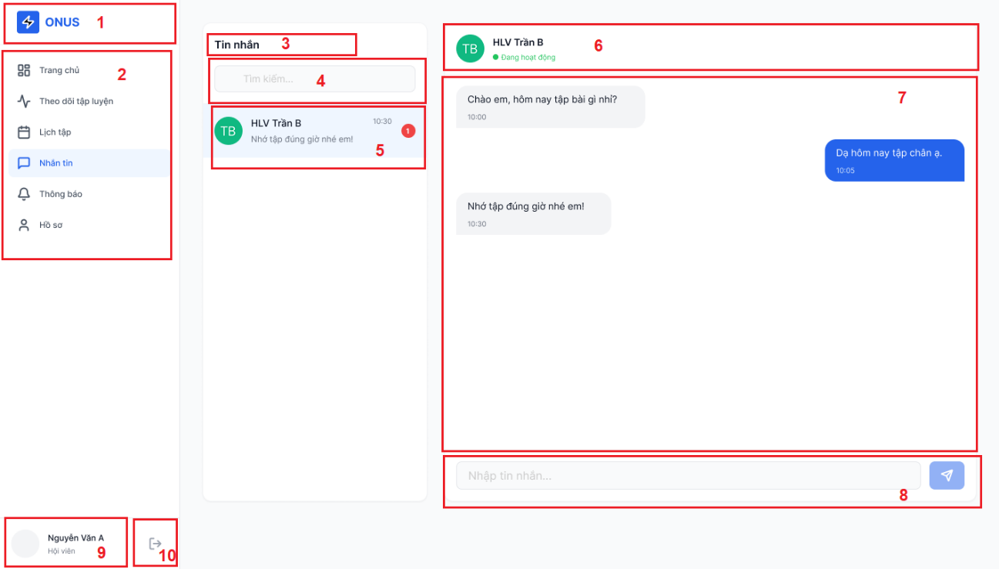 ONUS 1
2
Trang chủ
Theo dõi tập luyện
Lịch tập
Nhắn tin
Thông báo
Hồ sơ
Nguyễn Văn A
Hội viên
9
10
Tin nhắn 3
Tìm kiếm... 4
TB
HLV Trần B 10:30
Nhớ tập đúng giờ nhé em! 1
5
TB
HLV Trần B
Đang hoạt động
6
7
Chào em, hôm nay tập bài gì nhỉ?
10:00
Dạ hôm nay tập chân ạ.
10:05
Nhớ tập đúng giờ nhé em!
10:30
Nhập tin nhắn...
8